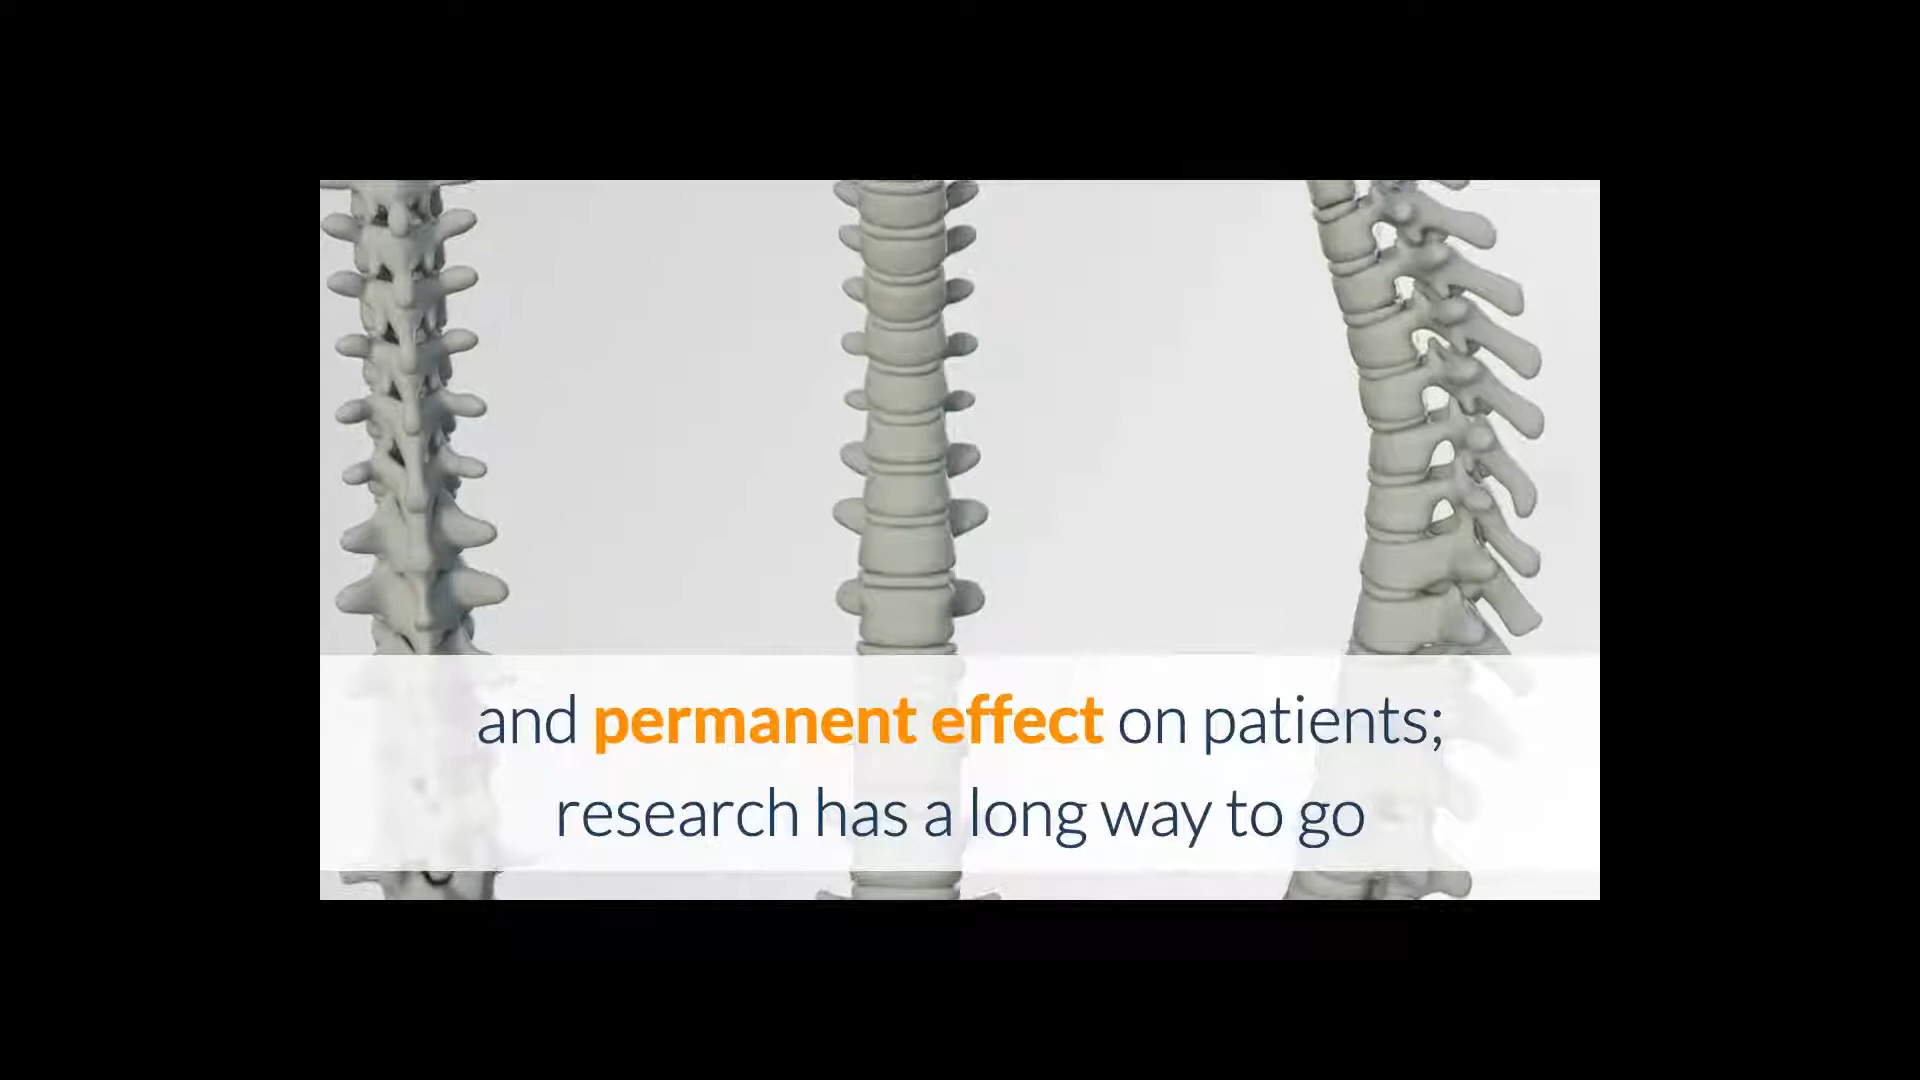 and permanent effect on patients;
research has a long way to go